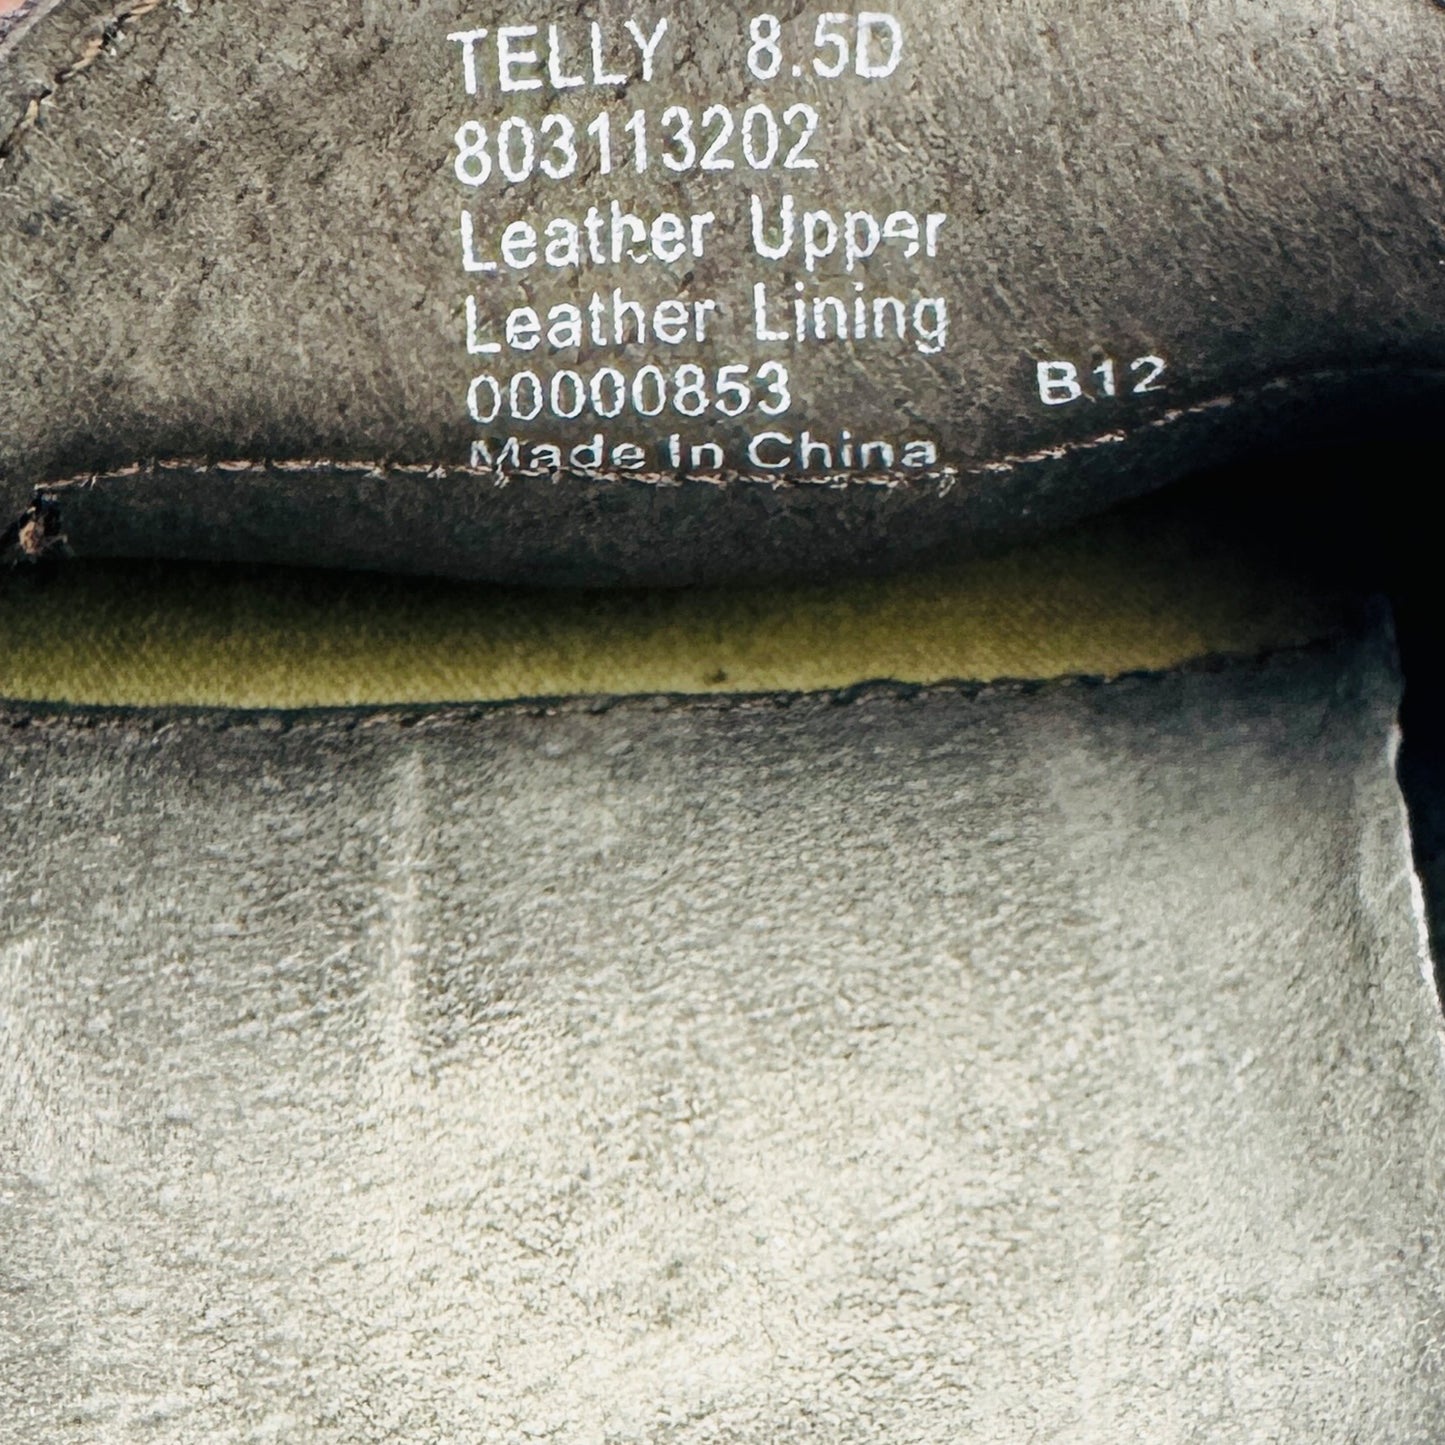 TELLY 8.5D
803113202
Leather Upper
Leather Lining
00000853 B12
Made In China